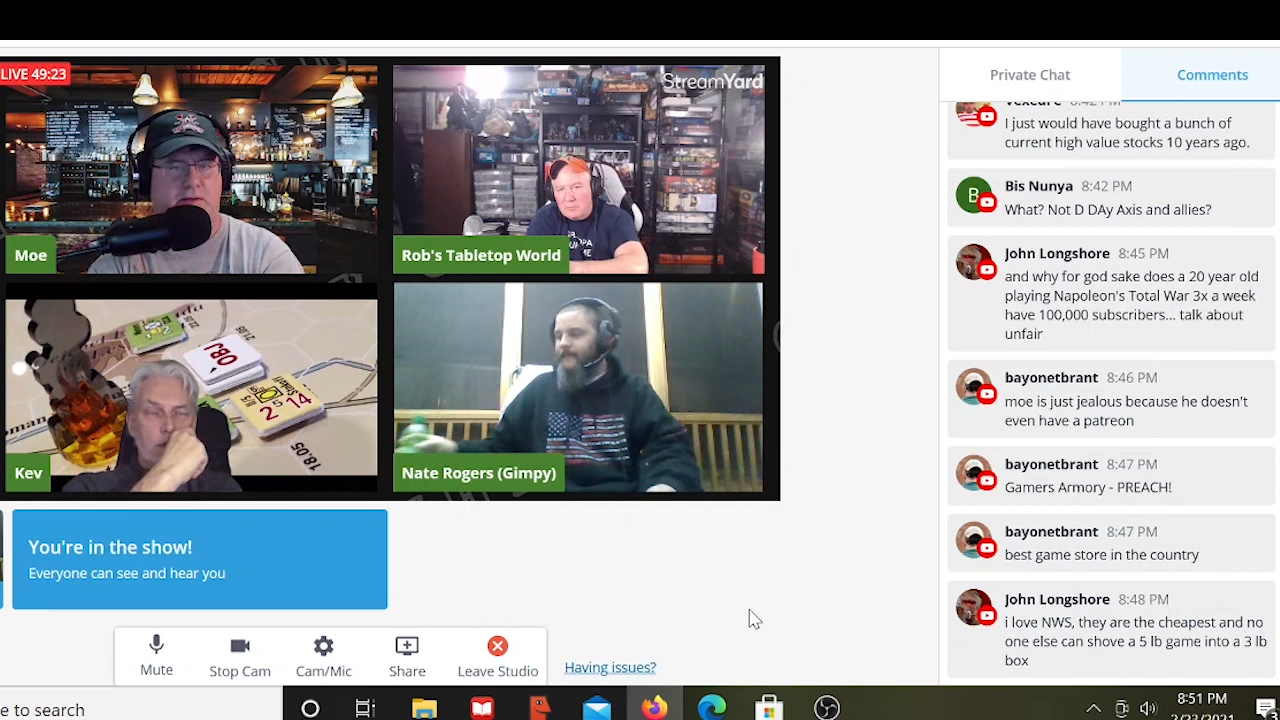 LIVE 49:23
StreamYard
Moe
Rob's Tabletop World
OBJ
2 5 14
18.05
Kev
Nate Rogers (Gimpy)
You're in the show!
Everyone can see and hear you
Mute
Stop Cam
Cam/Mic
Share
Leave Studio
Having issues?
Private Chat
Comments
I just would have bought a bunch of
current high value stocks 10 years ago.
B
Bis Nunya 8:42 PM
What? Not D DAy Axis and allies?
John Longshore 8:45 PM
and why for god sake does a 20 year old
playing Napoleon's Total War 3x a week
have 100,000 subscribers... talk about
unfair
bayonetbrant 8:46 PM
moe is just jealous because he doesn't
even have a patreon
bayonetbrant 8:47 PM
Gamers Armory - PREACH!
bayonetbrant 8:47 PM
best game store in the country
John Longshore 8:48 PM
i love NWS, they are the cheapest and no
one else can shove a 5 lb game into a 3 lb
box
e to search
8:51 PM